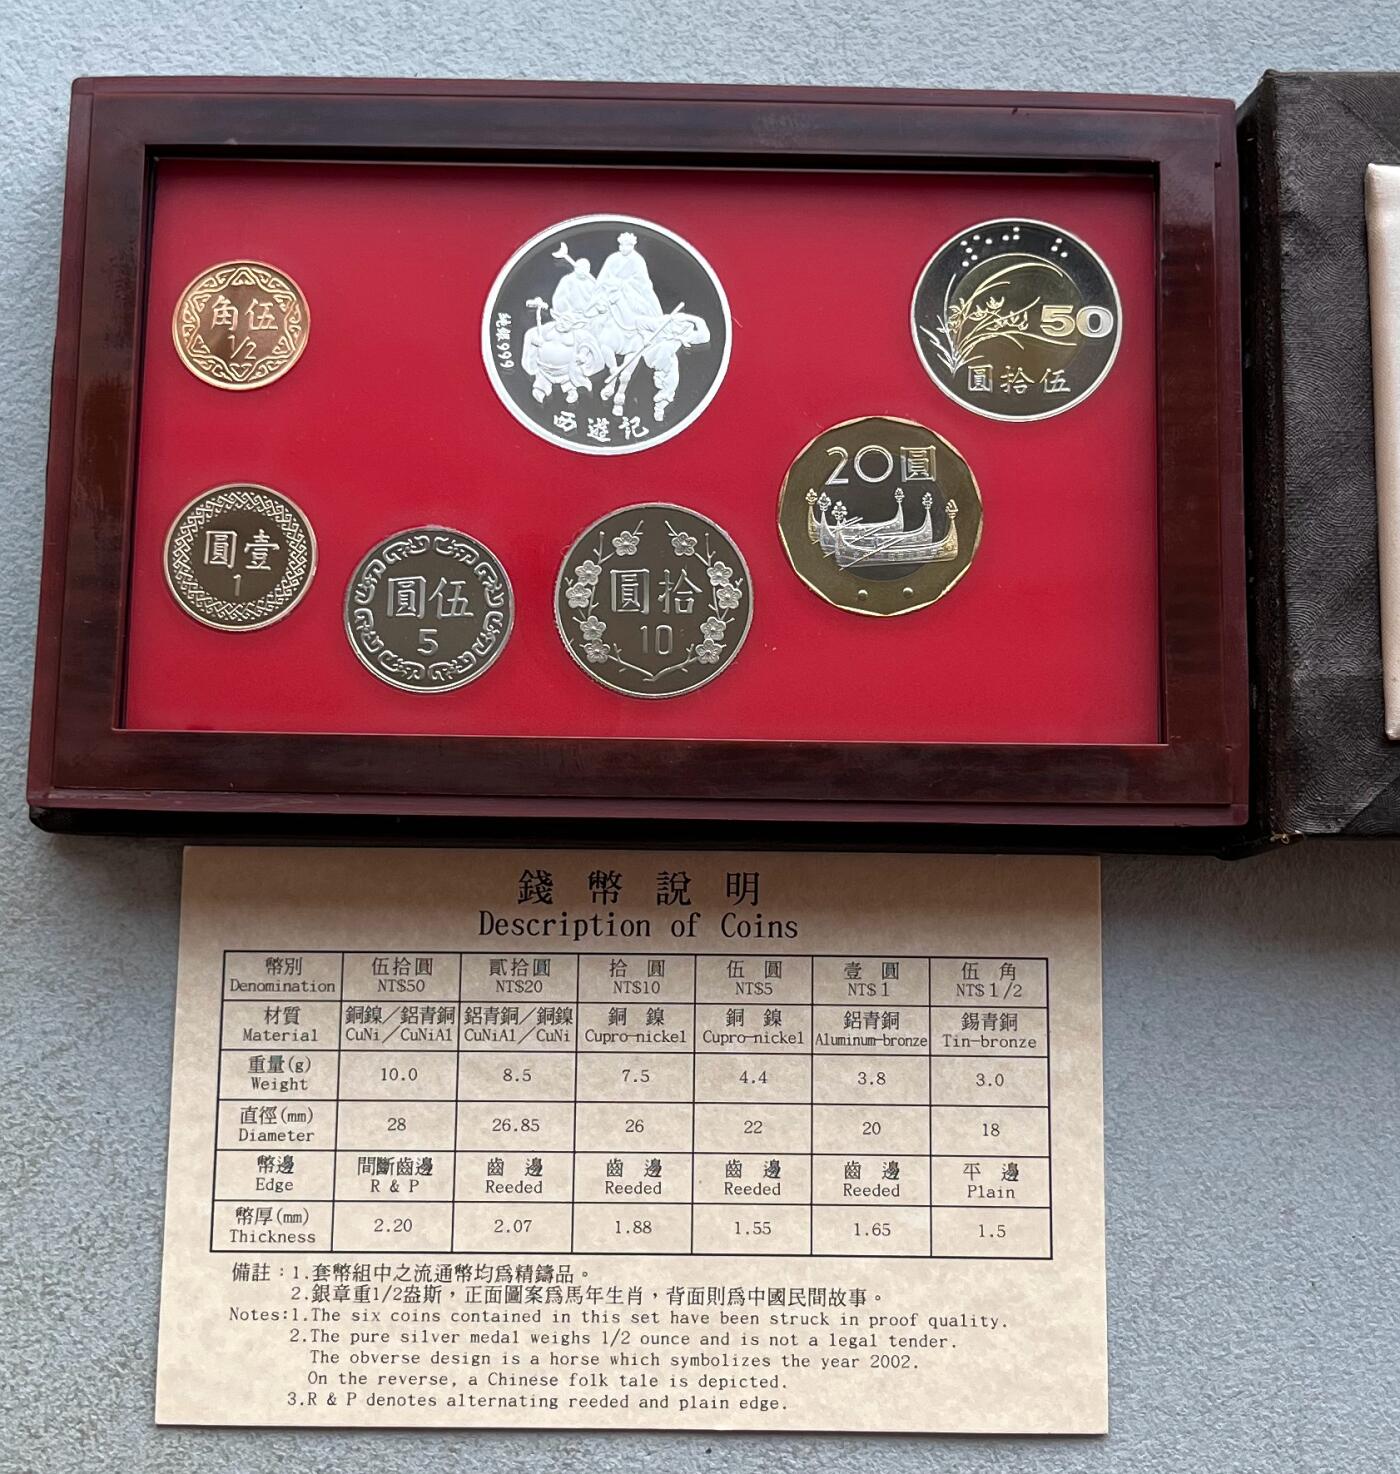 角伍
1/2
純銀999
西遊記
50
圓拾伍
20圓
圓壹
1
圓伍
5
圓拾
10
錢幣說明
Description of Coins
幣別 伍拾圓 貳拾圓 拾圓 伍圓 壹圓 伍角
Denomination NT$50 NT$20 NT$10 NT$5 NT$1 NT$1/2
材質 銅鎳／鋁青銅 鋁青銅／銅鎳 銅鎳 銅鎳 鋁青銅 錫青銅
Material CuNi／CuNiAl CuNiAl／CuNi Cupro-nickel Cupro-nickel Aluminum-bronze Tin-bronze
重量(g)
Weight 10.0 8.5 7.5 4.4 3.8 3.0
直徑(mm)
Diameter 28 26.85 26 22 20 18
幣邊 間斷齒邊 齒邊 齒邊 齒邊 齒邊 平邊
Edge R & P Reeded Reeded Reeded Reeded Plain
幣厚(mm)
Thickness 2.20 2.07 1.88 1.55 1.65 1.5
備註：1.套幣組中之流通幣均爲精鑄品。
2.銀章重1/2盎斯，正面圖案爲馬年生肖，背面則爲中國民間故事。
Notes:1.The six coins contained in this set have been struck in proof quality.
2.The pure silver medal weighs 1/2 ounce and is not a legal tender.
The obverse design is a horse which symbolizes the year 2002.
On the reverse, a Chinese folk tale is depicted.
3.R & P denotes alternating reeded and plain edge.